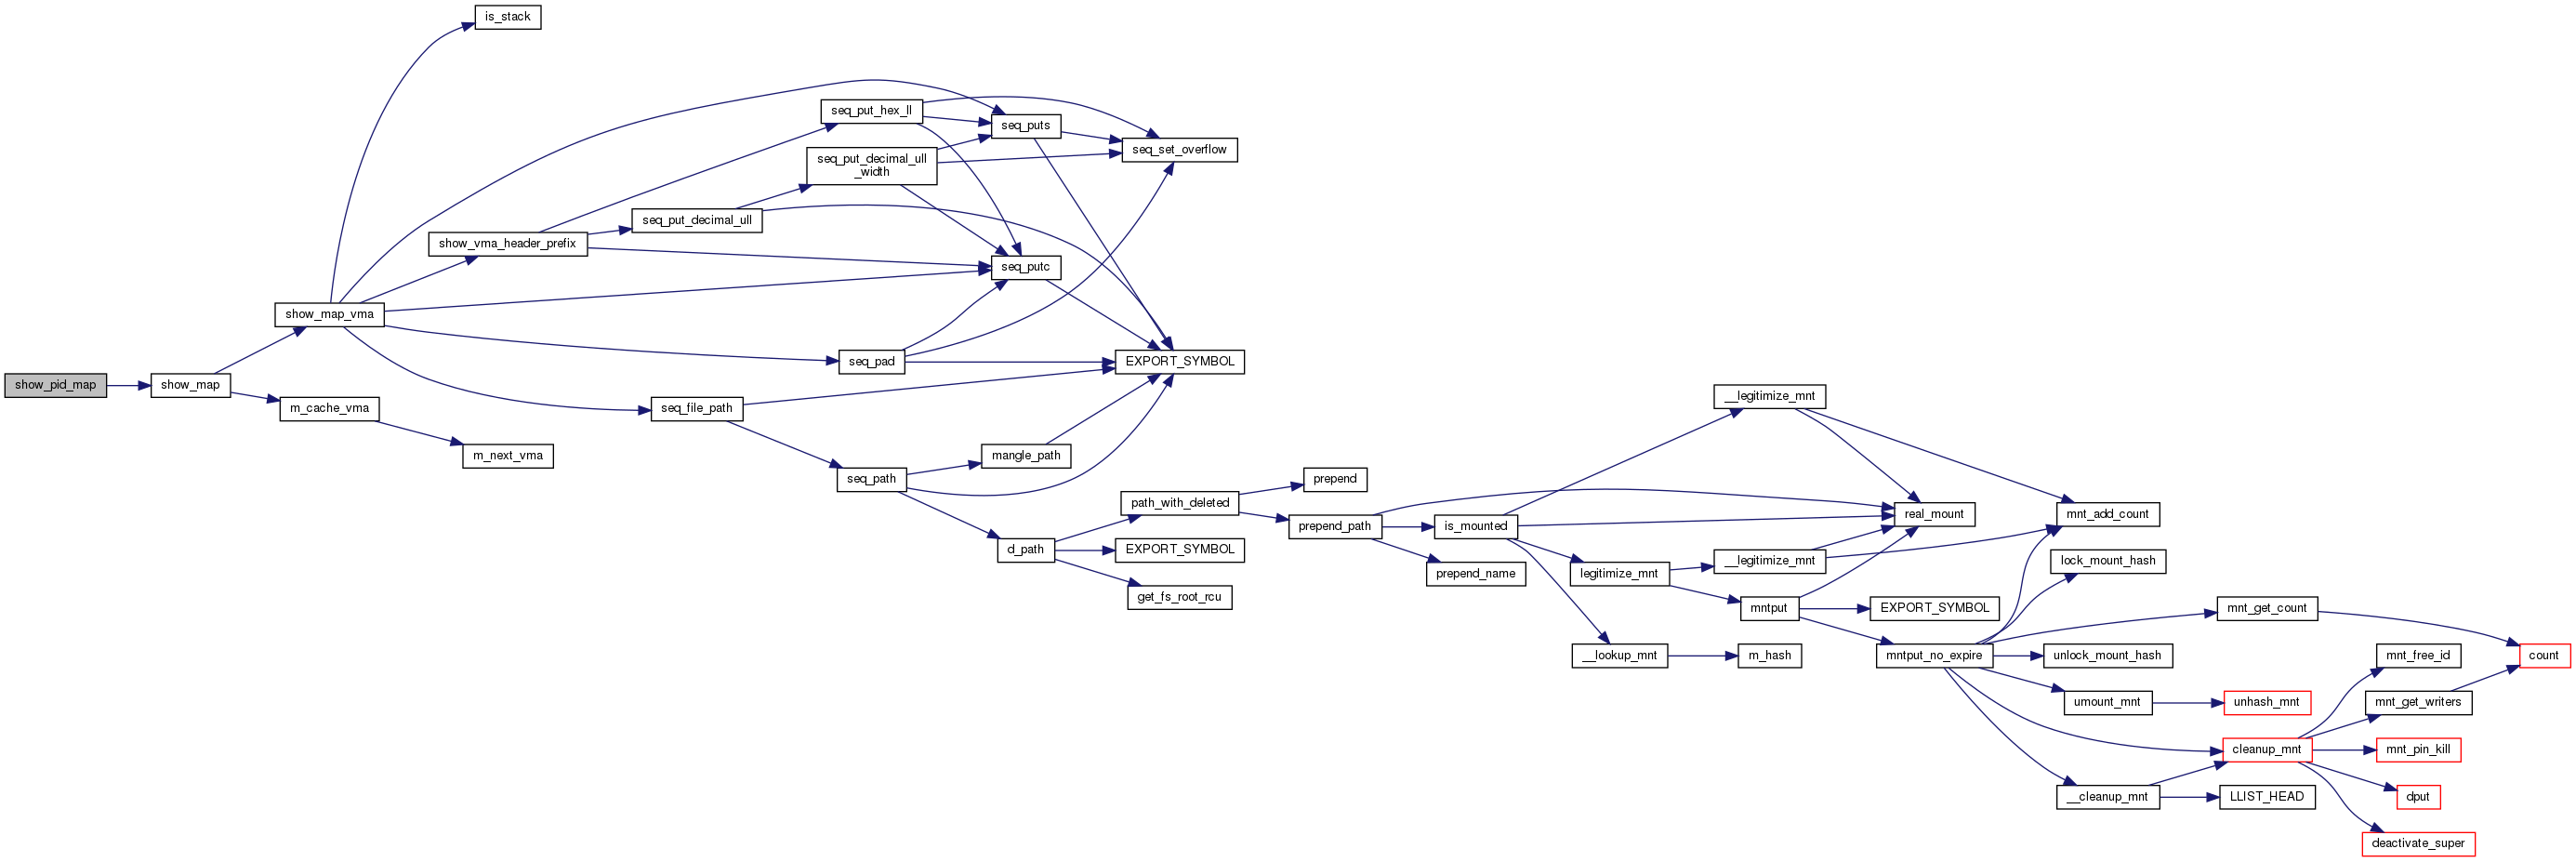 is_stack
seq_put_hex_ll
seq_puts
seq_set_overflow
seq_put_decimal_ull
_width
seq_put_decimal_ull
show_vma_header_prefix
seq_putc
show_map_vma
seq_pad
EXPORT_SYMBOL
show_pid_map
show_map
m_cache_vma
seq_file_path
m_next_vma
mangle_path
seq_path
path_with_deleted
prepend
d_path
EXPORT_SYMBOL
get_fs_root_rcu
prepend_path
is_mounted
prepend_name
__legitimize_mnt
real_mount
mnt_add_count
legitimize_mnt
__legitimize_mnt
lock_mount_hash
mntput
EXPORT_SYMBOL
mnt_get_count
__lookup_mnt
m_hash
mntput_no_expire
unlock_mount_hash
mnt_free_id
count
umount_mnt
unhash_mnt
mnt_get_writers
cleanup_mnt
mnt_pin_kill
__cleanup_mnt
LLIST_HEAD
dput
deactivate_super